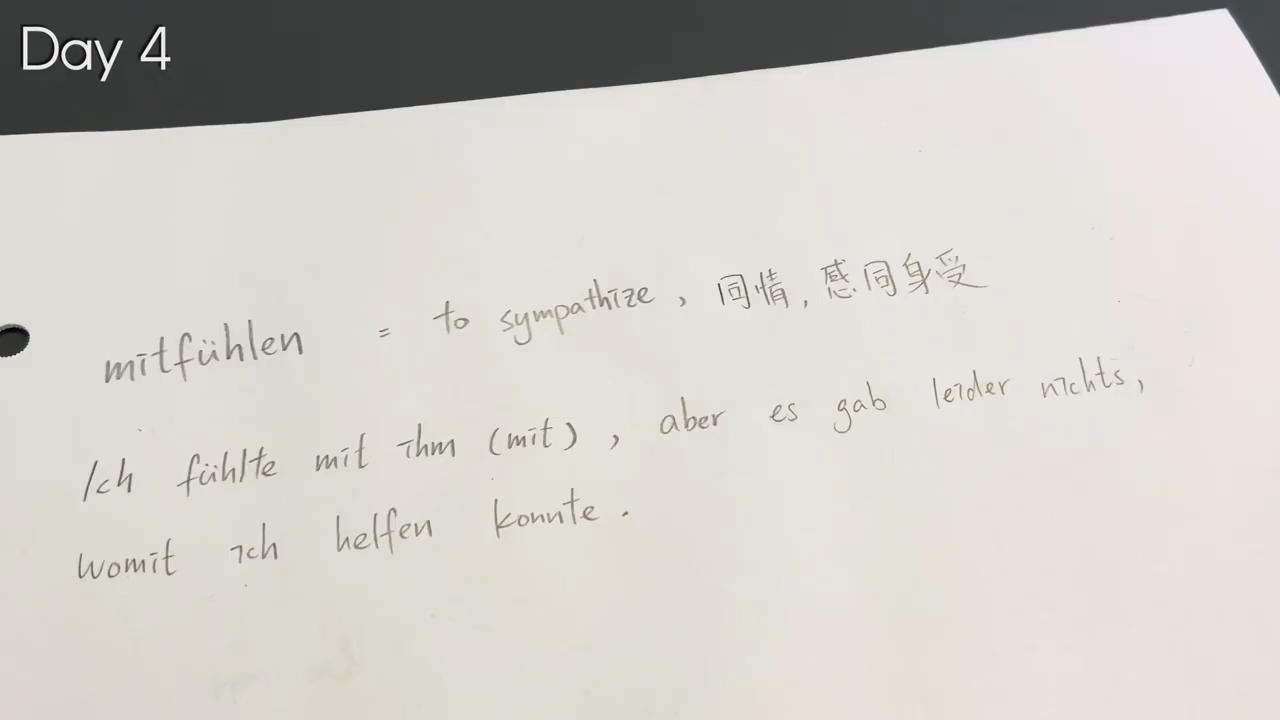 Day 4
mitfühlen = to sympathize, 同情, 感同身受
Ich fühlte mit ihm (mit), aber es gab leider nichts,
womit ich helfen konnte.